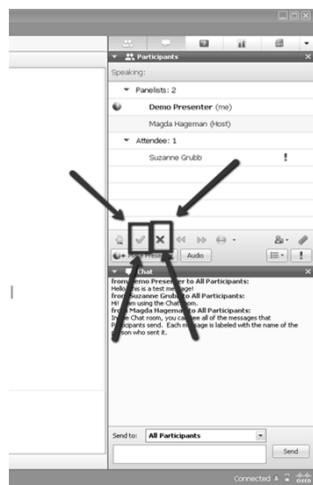 Participants
Speaking:
Panelists: 2
Demo Presenter (me)
Magda Hageman (Host)
Attendee: 1
Suzanne Grubb
Audio
Chat
from Demo Presenter to All Participants:
Hello, this is a test message!
from Suzanne Grubb to All Participants:
Hi! I am using the Chat room.
from Magda Hageman to All Participants:
In the Chat room, you can see all of the messages that
Participants send. Each message is labeled with the name of the
person who sent it.
Send to: All Participants
Send
Connected
cisco